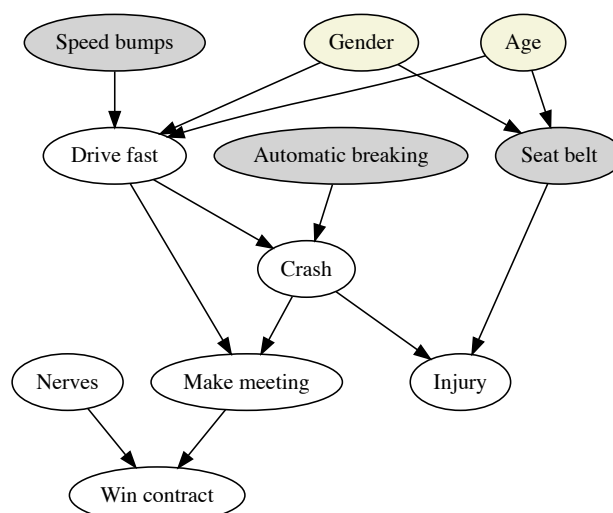 Speed bumps
Gender
Age
Drive fast
Automatic breaking
Seat belt
Crash
Nerves
Make meeting
Injury
Win contract